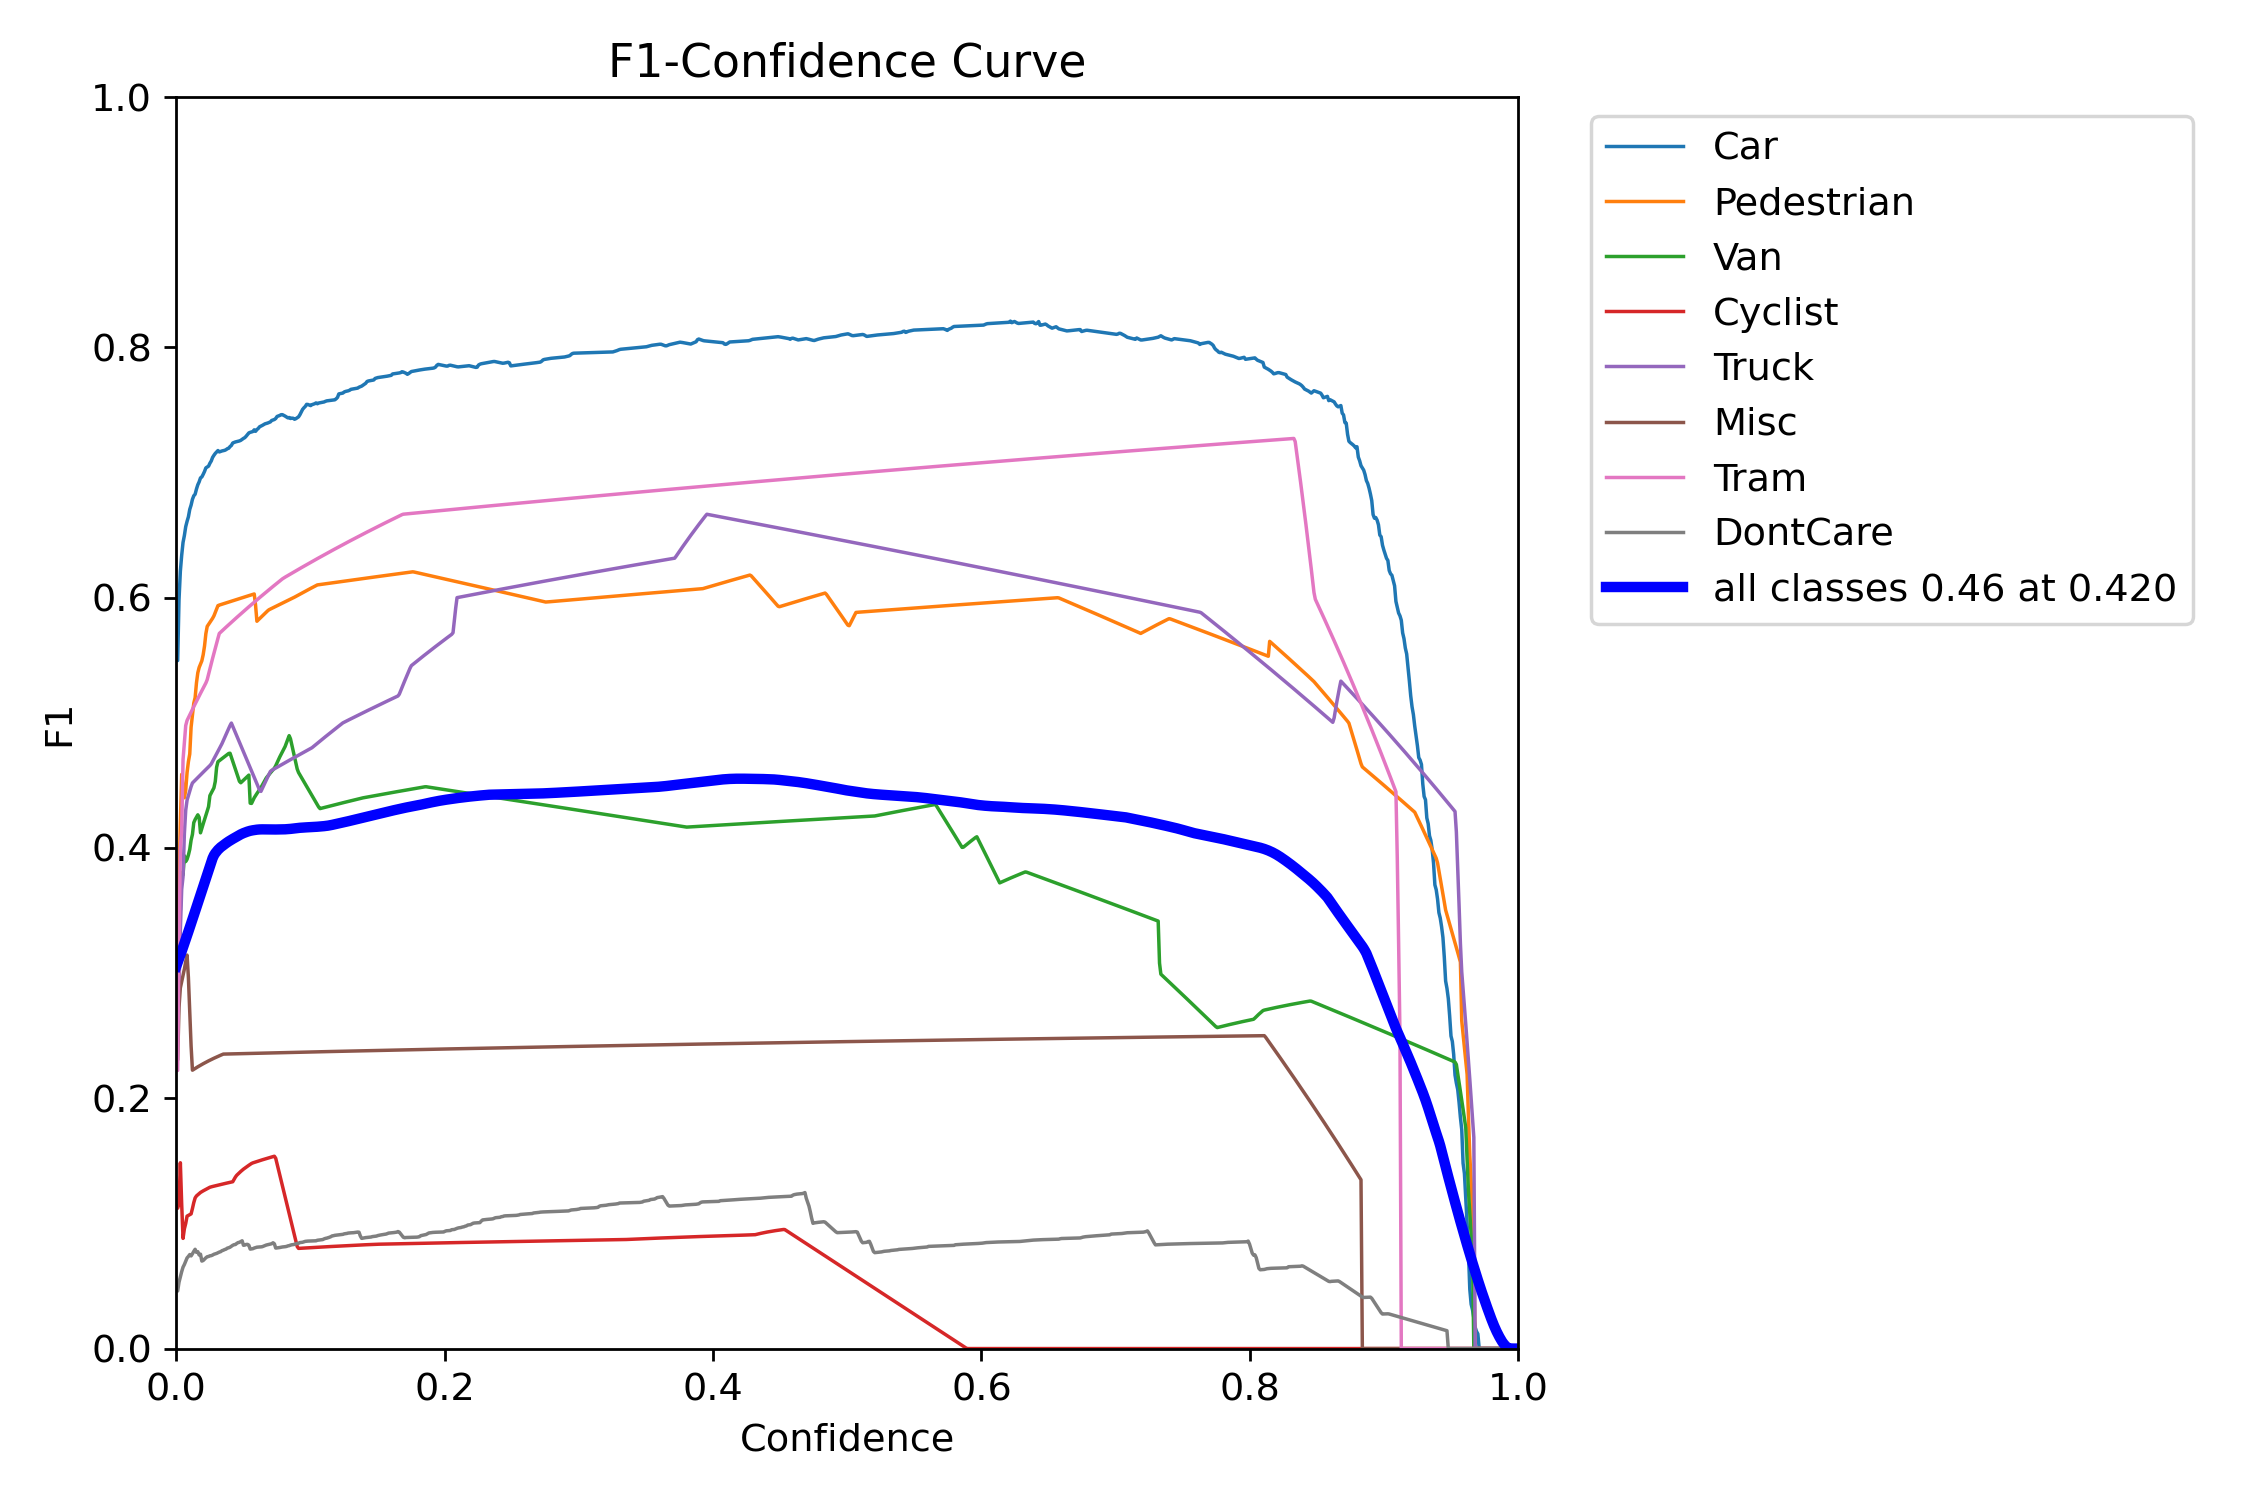 F1-Confidence Curve
1.0
0.8
0.6
0.4
0.2
0.0
F1
0.0 0.2 0.4 0.6 0.8 1.0
Confidence
Car
Pedestrian
Van
Cyclist
Truck
Misc
Tram
DontCare
all classes 0.46 at 0.420